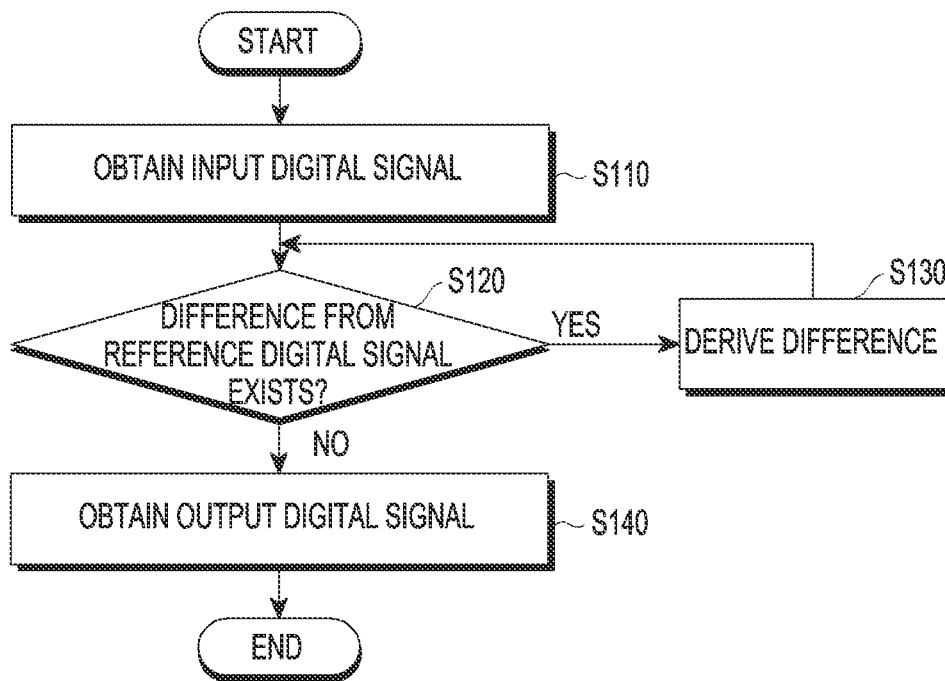 START
OBTAIN INPUT DIGITAL SIGNAL
S110
S120
S130
DIFFERENCE FROM
REFERENCE DIGITAL SIGNAL
EXISTS?
YES
DERIVE DIFFERENCE
NO
OBTAIN OUTPUT DIGITAL SIGNAL
S140
END